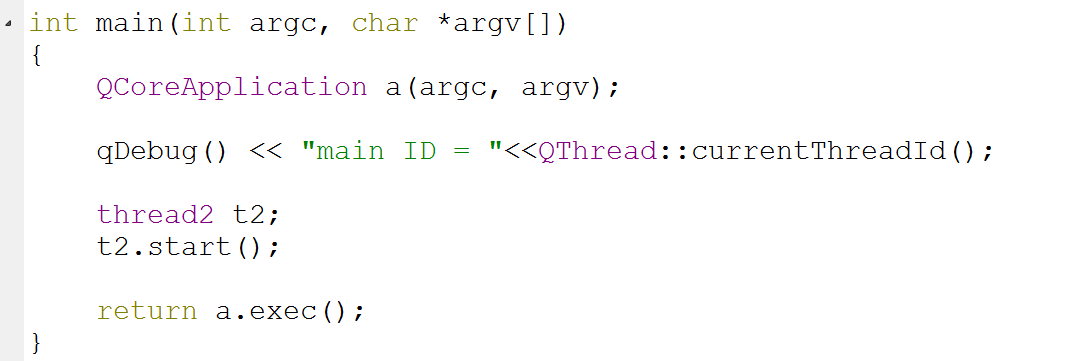 int main(int argc, char *argv[])
{
QCoreApplication a(argc, argv);
qDebug() << "main ID = "<<QThread::currentThreadId();
thread2 t2;
t2.start();
return a.exec();
}